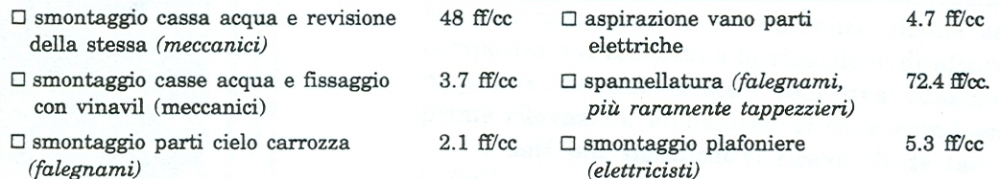 □ smontaggio cassa acqua e revisione della stessa (meccanici) 48 ff/cc
□ smontaggio casse acqua e fissaggio con vinavil (meccanici) 3.7 ff/cc
□ smontaggio parti cielo carrozza (falegnami) 2.1 ff/cc
□ aspirazione vano parti elettriche 4.7 ff/cc
□ spannellatura (falegnami, più raramente tappezzieri) 72.4 ff/cc.
□ smontaggio plafoniere (elettricisti) 5.3 ff/cc